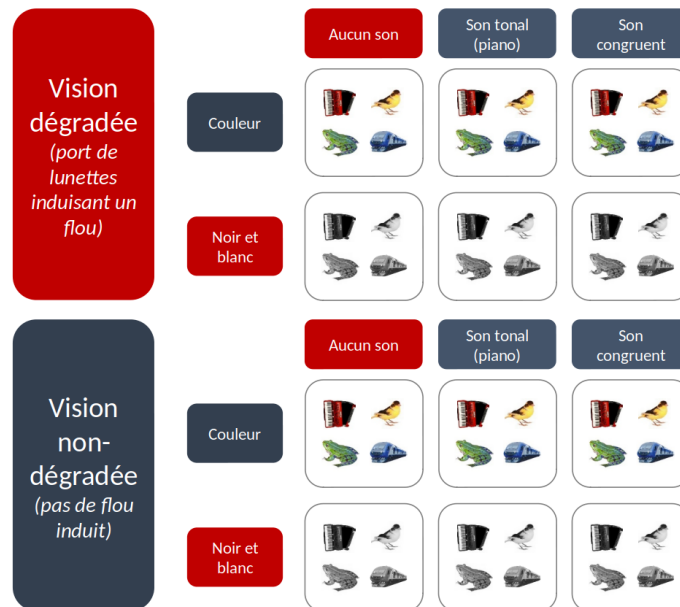 Aucun son
Son tonal
(piano)
Son
congruent
Vision
dégradée
(port de
lunettes
induisant un
flou)
Couleur
Noir et
blanc
Aucun son
Son tonal
(piano)
Son
congruent
Vision
non-
dégradée
(pas de flou
induit)
Couleur
Noir et
blanc